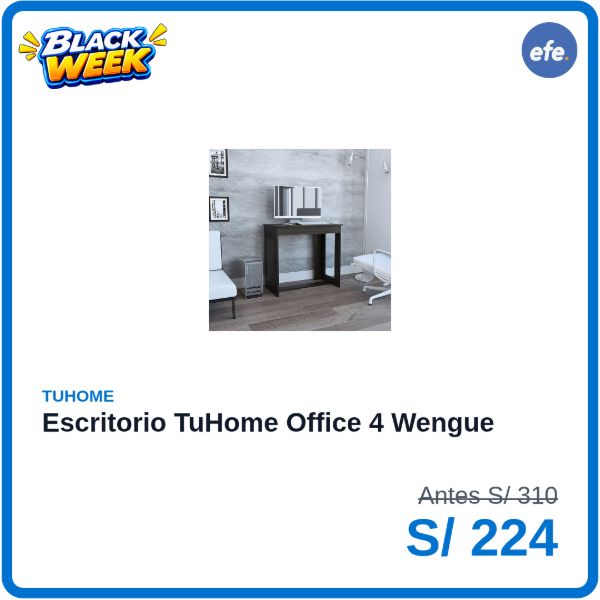 BLACK
WEEK
efe.
TUHOME
Escritorio TuHome Office 4 Wengue
Antes S/ 310
S/ 224